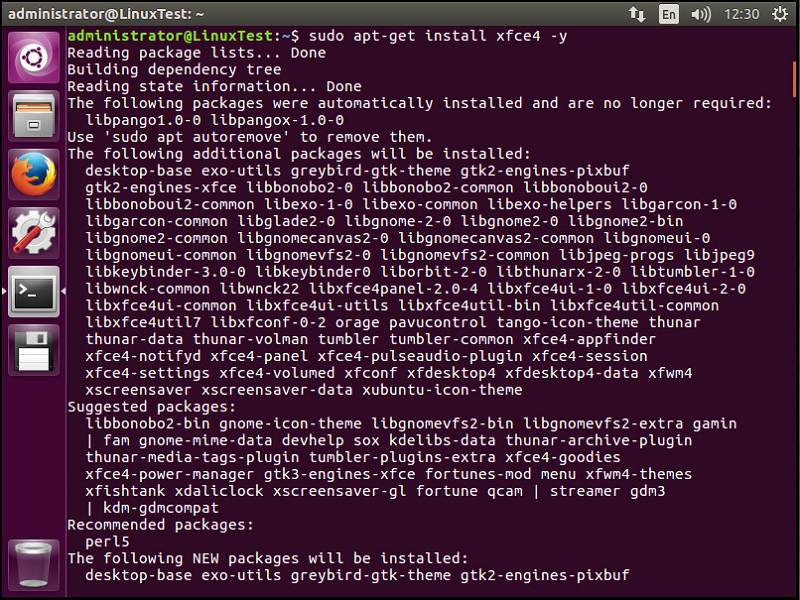 administrator@LinuxTest: ~
En
12:30
administrator@LinuxTest:~$ sudo apt-get install xfce4 -y
Reading package lists... Done
Building dependency tree
Reading state information... Done
The following packages were automatically installed and are no longer required:
libpango1.0-0 libpangox-1.0-0
Use 'sudo apt autoremove' to remove them.
The following additional packages will be installed:
desktop-base exo-utils greybird-gtk-theme gtk2-engines-pixbuf
gtk2-engines-xfce libbonobo2-0 libbonobo2-common libbonoboui2-0
libbonoboui2-common libexo-1-0 libexo-common libexo-helpers libgarcon-1-0
libgarcon-common libglade2-0 libgnome-2-0 libgnome2-0 libgnome2-bin
libgnome2-common libgnomecanvas2-0 libgnomecanvas2-common libgnomeui-0
libgnomeui-common libgnomevfs2-0 libgnomevfs2-common libjpeg-progs libjpeg9
libkeybinder-3.0-0 libkeybinder0 liborbit-2-0 libthunarx-2-0 libtumbler-1-0
libwnck-common libwnck22 libxfce4panel-2.0-4 libxfce4ui-1-0 libxfce4ui-2-0
libxfce4ui-common libxfce4ui-utils libxfce4util-bin libxfce4util-common
libxfce4util7 libxfconf-0-2 orage pavucontrol tango-icon-theme thunar
thunar-data thunar-volman tumbler tumbler-common xfce4-appfinder
xfce4-notifyd xfce4-panel xfce4-pulseaudio-plugin xfce4-session
xfce4-settings xfce4-volumed xfconf xfdesktop4 xfdesktop4-data xfwm4
xscreensaver xscreensaver-data xubuntu-icon-theme
Suggested packages:
libbonobo2-bin gnome-icon-theme libgnomevfs2-bin libgnomevfs2-extra gamin
| fam gnome-mime-data devhelp sox kdelibs-data thunar-archive-plugin
thunar-media-tags-plugin tumbler-plugins-extra xfce4-goodies
xfce4-power-manager gtk3-engines-xfce fortunes-mod menu xfwm4-themes
xfishtank xdaliclock xscreensaver-gl fortune qcam | streamer gdm3
| kdm-gdmcompat
Recommended packages:
perl5
The following NEW packages will be installed:
desktop-base exo-utils greybird-gtk-theme gtk2-engines-pixbuf